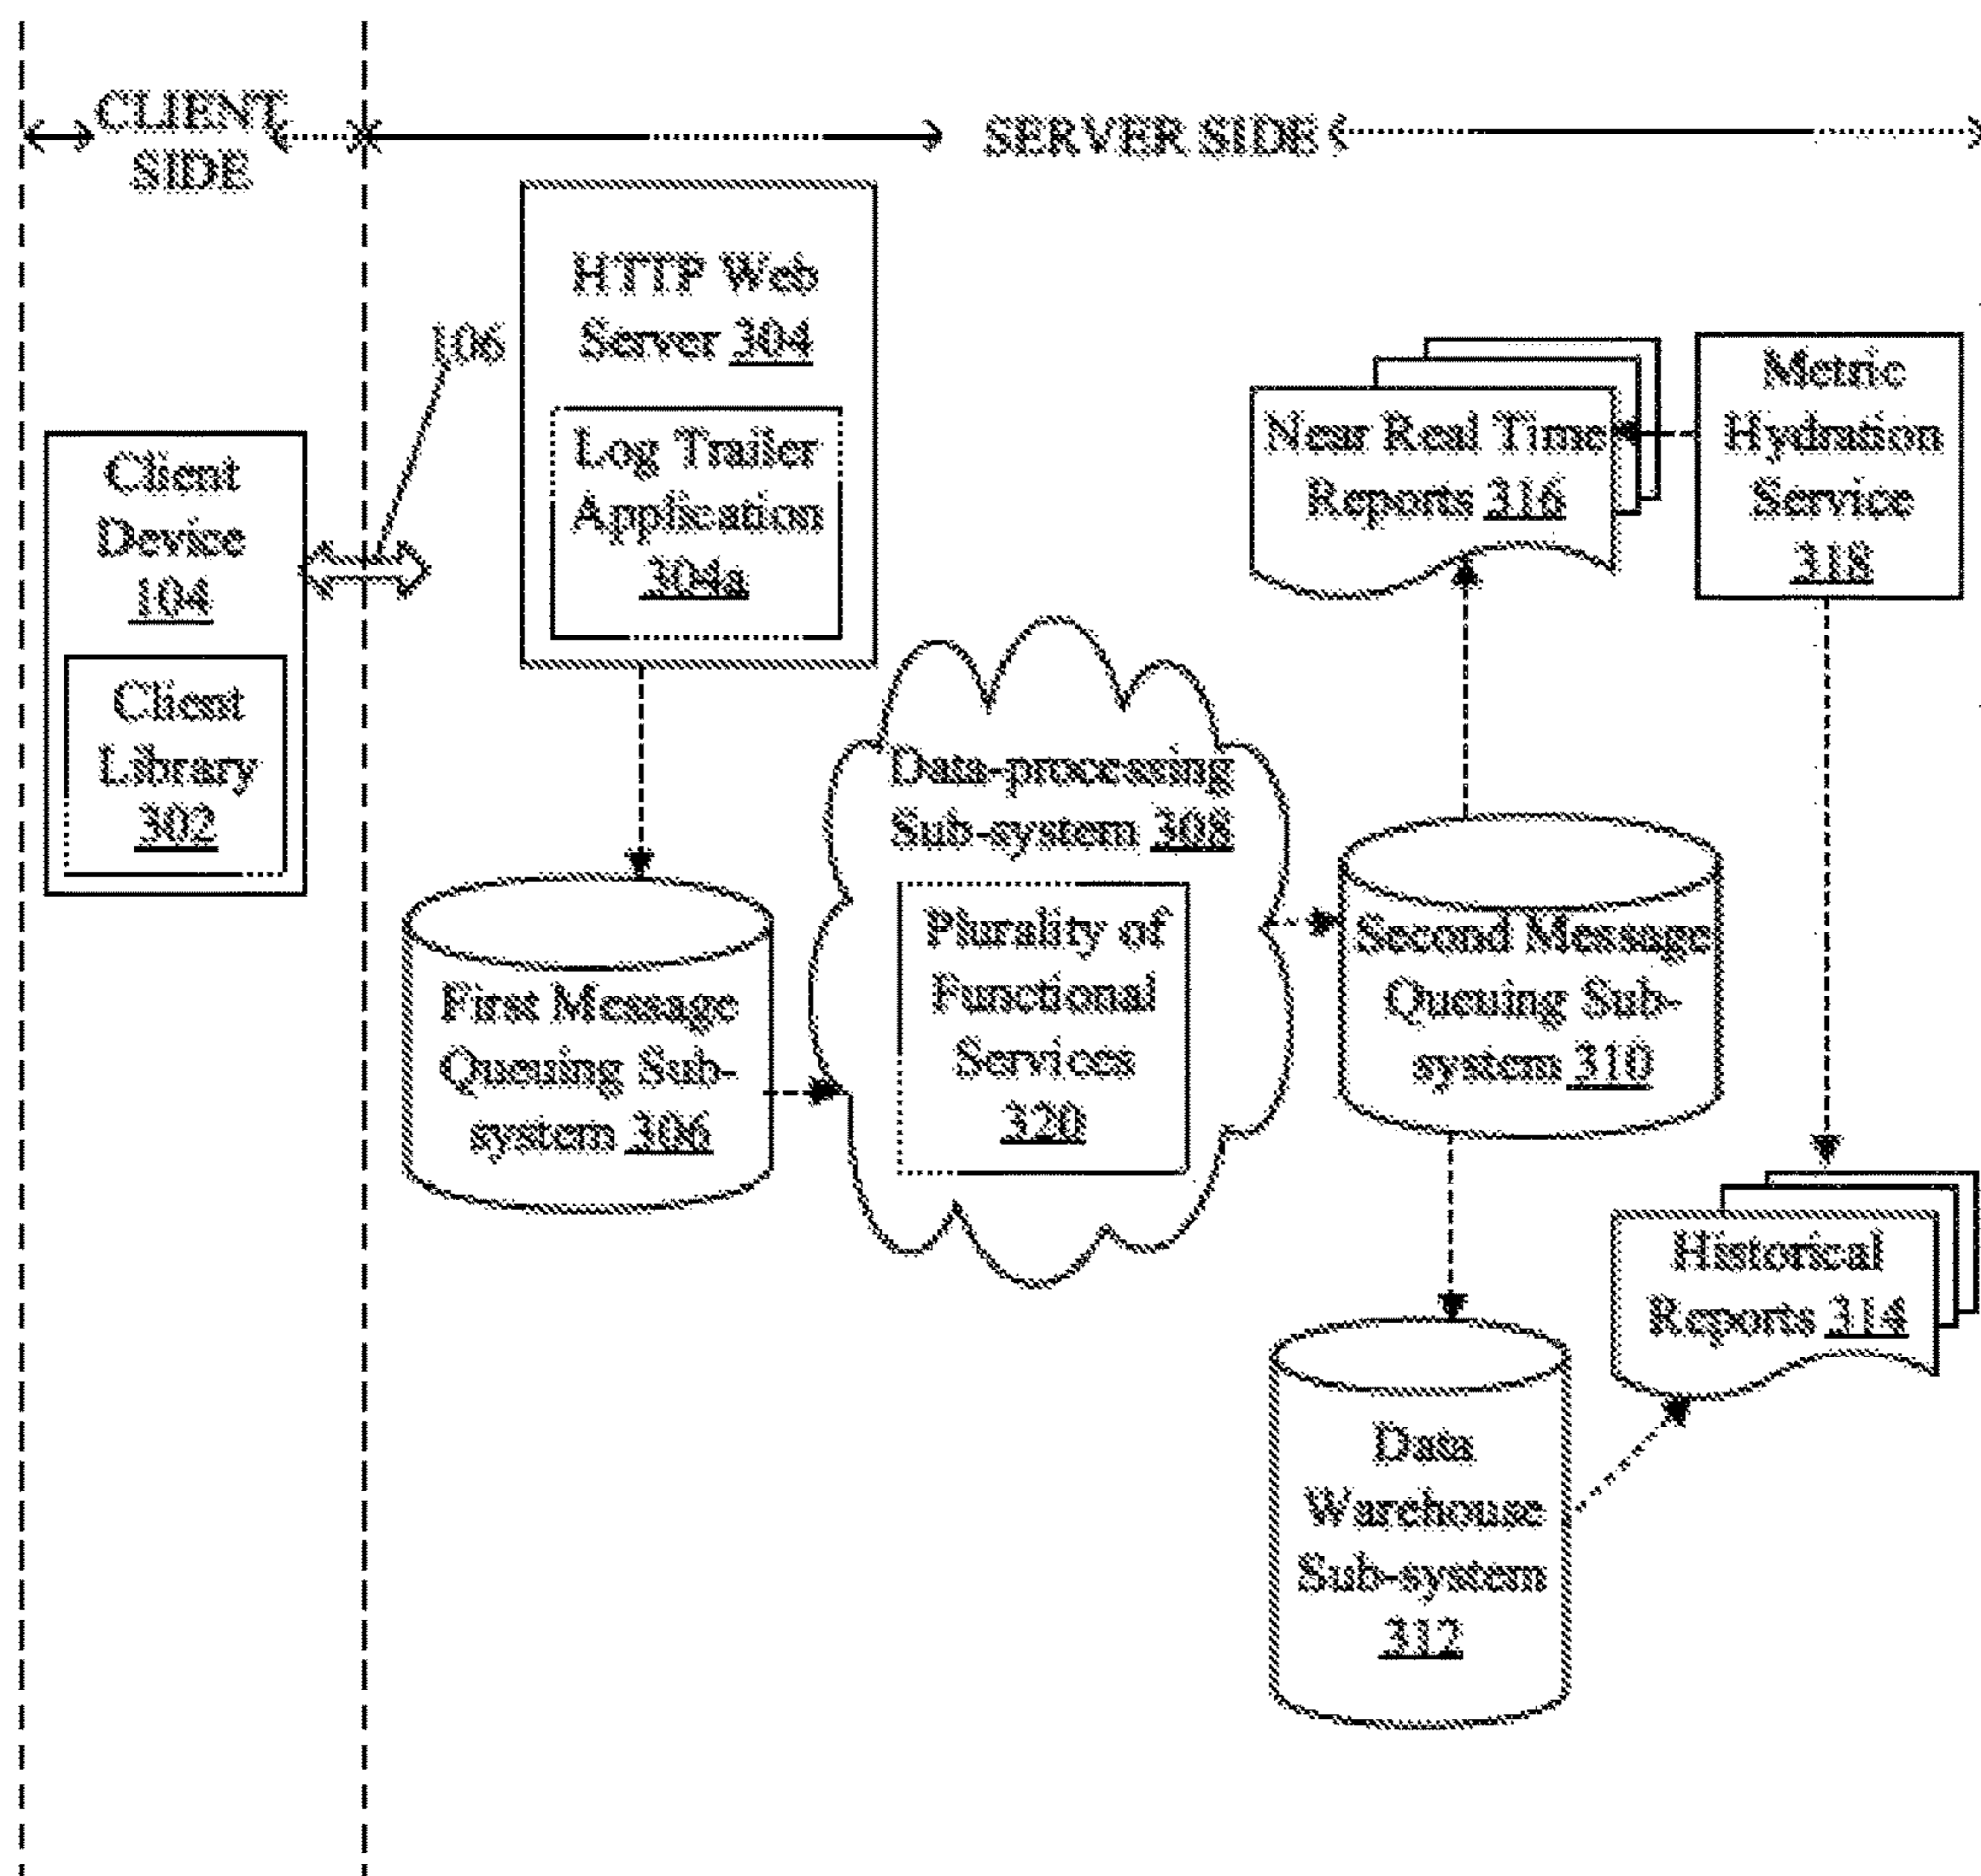 CLIENT
SIDE
SERVER SIDE
106
Client
Device
104
Client
Library
302
HTTP Web
Server 304
Log Trailer
Application
304a
First Message
Queuing Sub-
system 306
Data-processing
Sub-system 308
Plurality of
Functional
Services
320
Near Real Time
Reports 316
Metric
Hydration
Service
318
Second Message
Queuing Sub-
system 310
Historical
Reports 314
Data
Warehouse
Sub-system
312